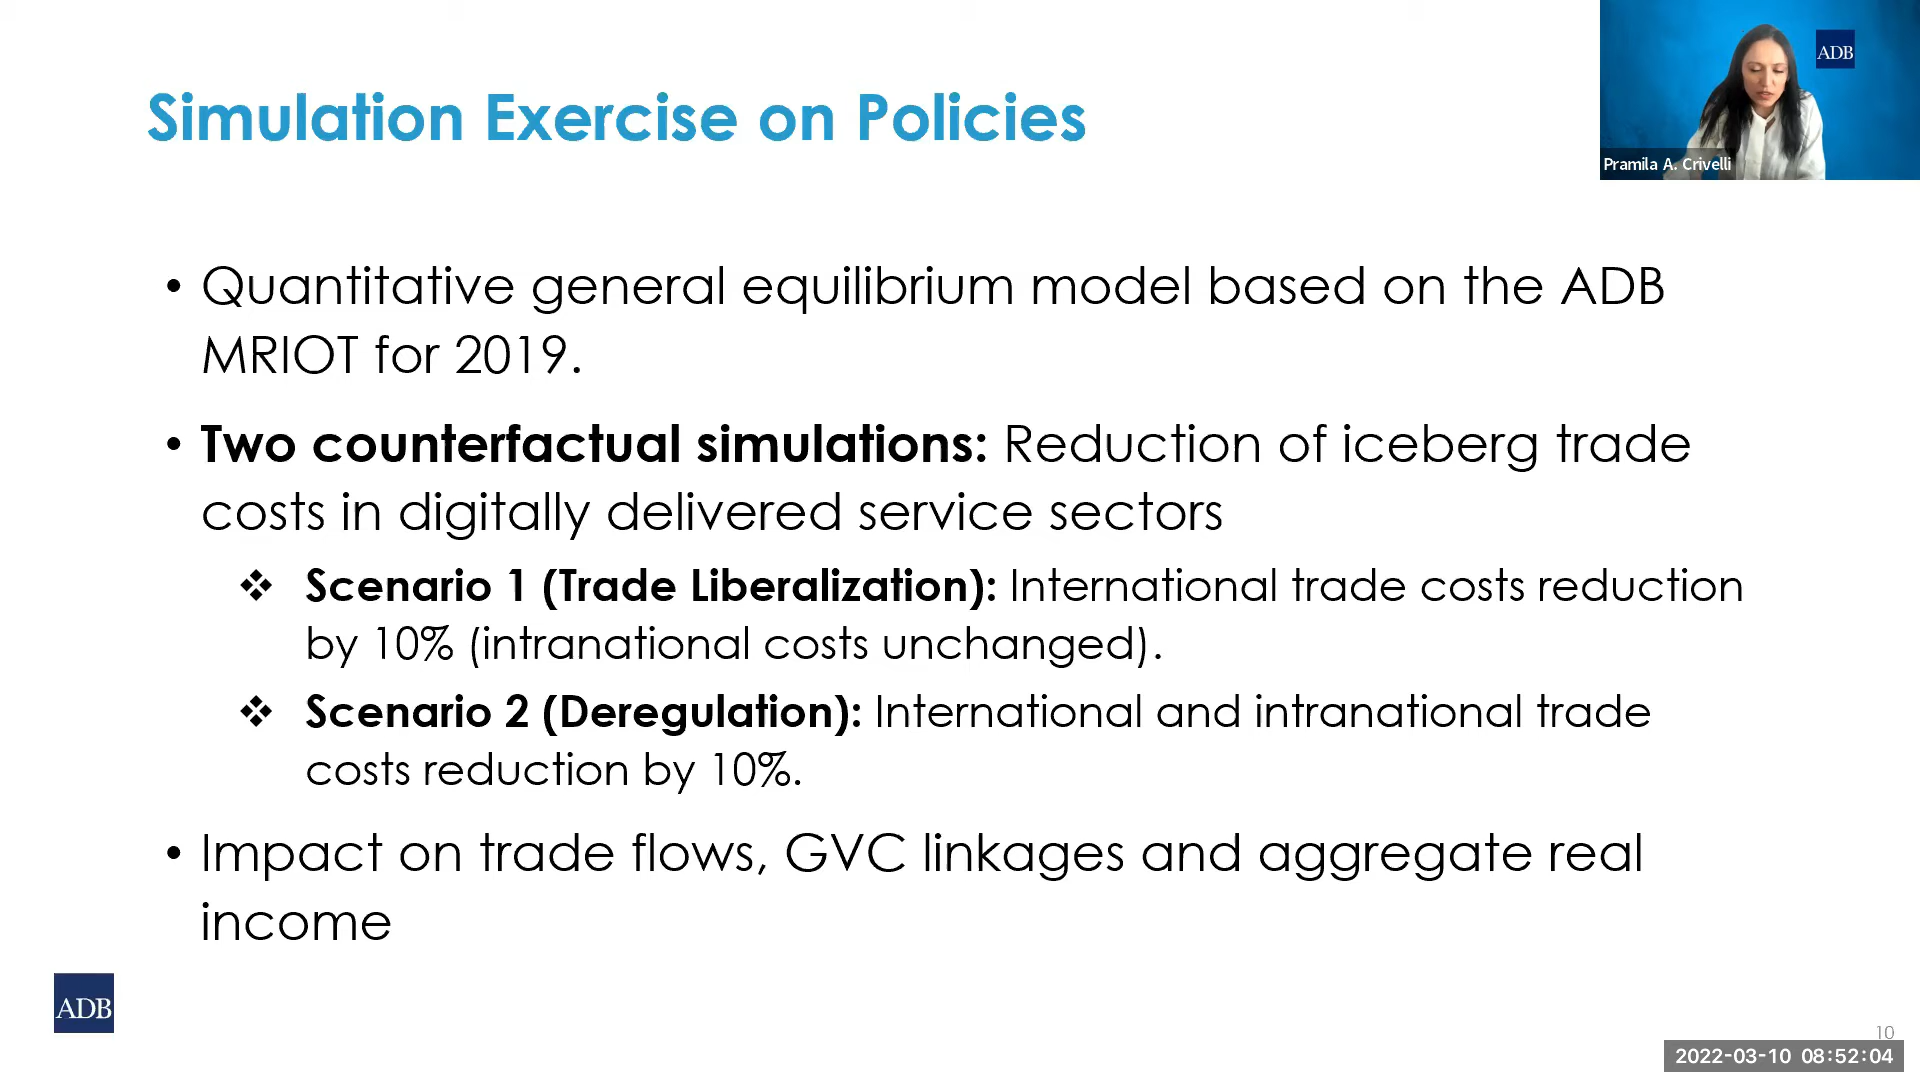 Simulation Exercise on Policies
ADB
Pramila A. Crivelli
• Quantitative general equilibrium model based on the ADB
MRIOT for 2019.
• Two counterfactual simulations: Reduction of iceberg trade
costs in digitally delivered service sectors
❖ Scenario 1 (Trade Liberalization): International trade costs reduction
by 10% (intranational costs unchanged).
❖ Scenario 2 (Deregulation): International and intranational trade
costs reduction by 10%.
• Impact on trade flows, GVC linkages and aggregate real
income
ADB
10
2022-03-10 08:52:04